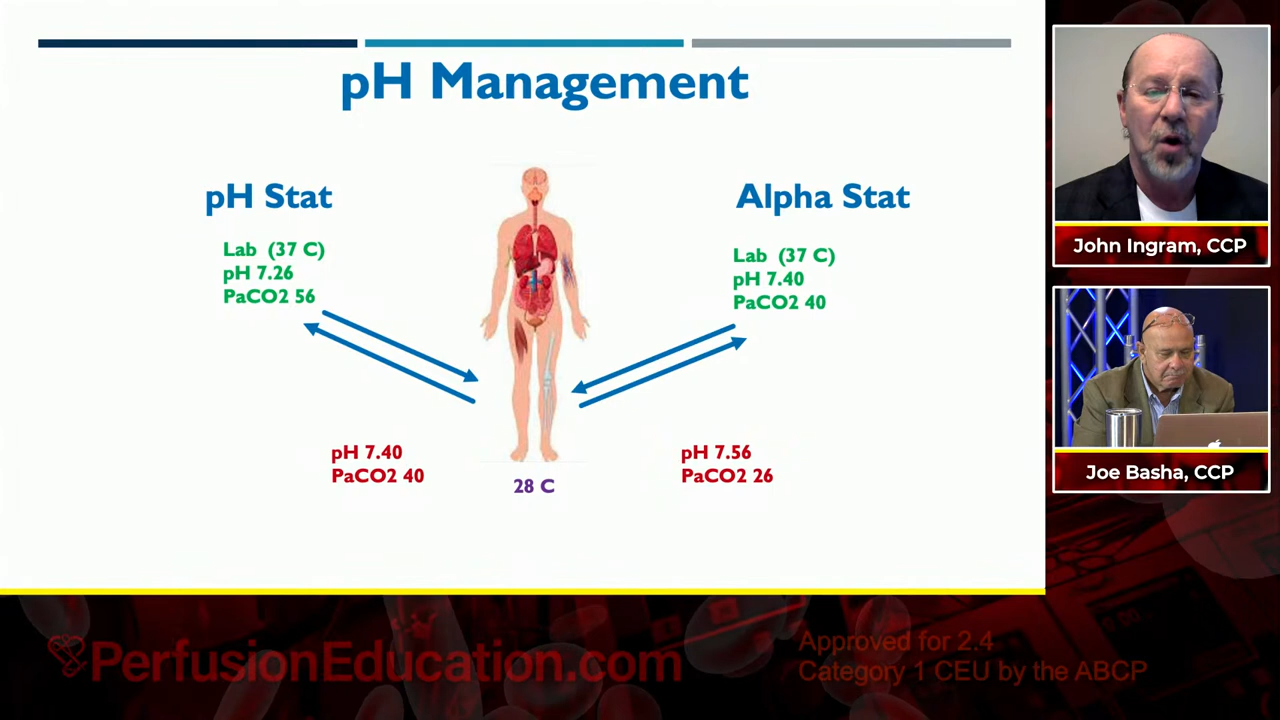 pH Management
pH Stat
Lab (37 C)
pH 7.26
PaCO2 56
Alpha Stat
Lab (37 C)
pH 7.40
PaCO2 40
pH 7.40
PaCO2 40
28 C
pH 7.56
PaCO2 26
John Ingram, CCP
Joe Basha, CCP
PerfusionEducation.com
Approved for 2.4
Category 1 CEU by the ABCP